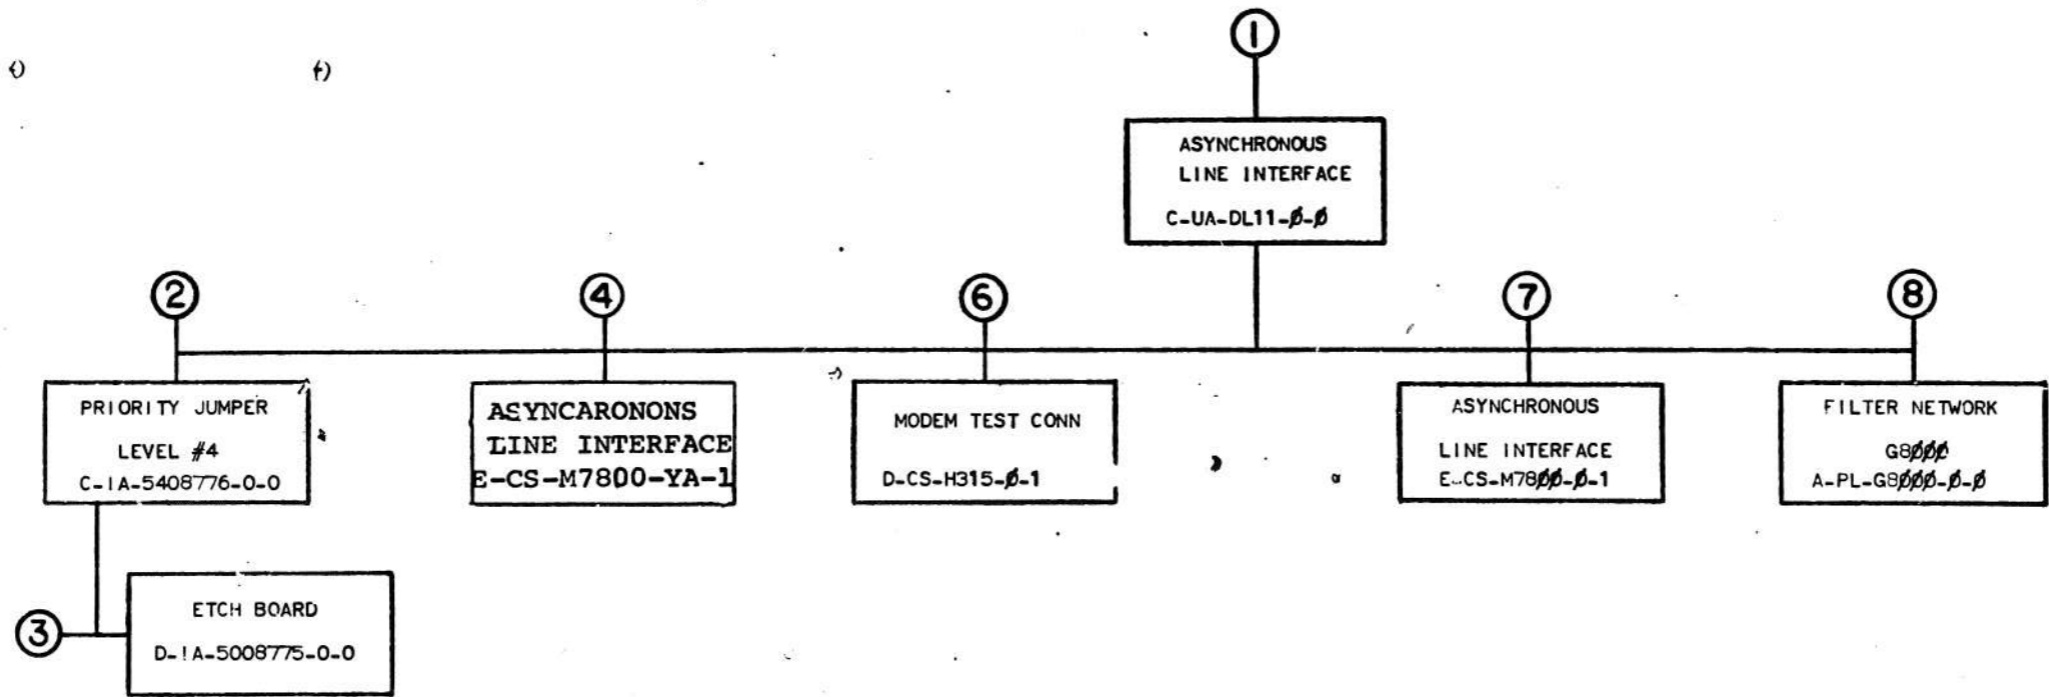 1
ASYNCHRONOUS
LINE INTERFACE
C-UA-DL11-Ø-Ø
2
4
6
7
8
PRIORITY JUMPER
LEVEL #4
C-IA-5408776-0-0
ASYNCARONONS
LINE INTERFACE
E-CS-M7800-YA-1
MODEM TEST CONN
D-CS-H315-Ø-1
ASYNCHRONOUS
LINE INTERFACE
E-CS-M78ØØ-Ø-1
FILTER NETWORK
G8ØØØ
A-PL-G8ØØØ-Ø-Ø
3
ETCH BOARD
D-IA-5008775-0-0